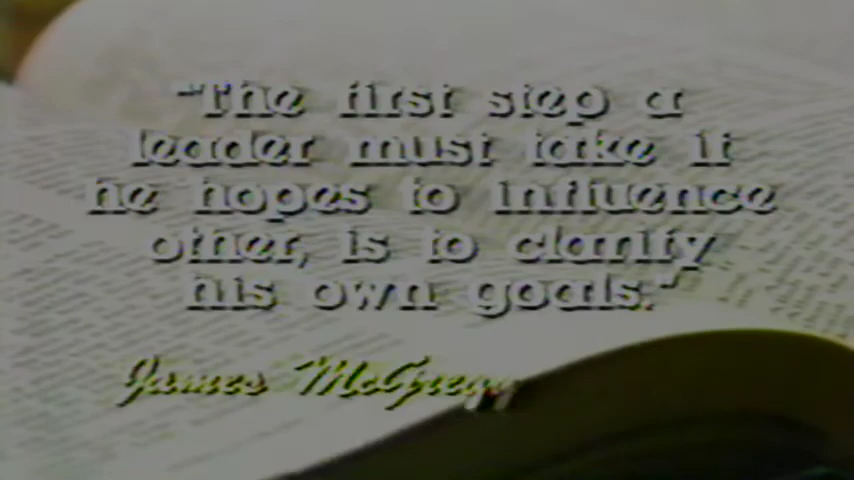 "The first step a
leader must take if
he hopes to influence
other, is to clarify
his own goals."
James McGregg